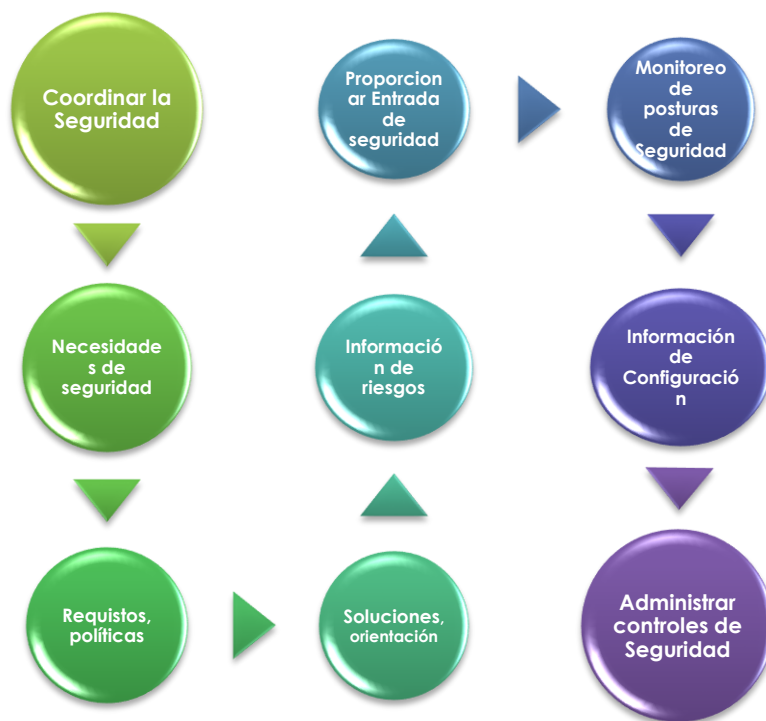 Coordinar la
Seguridad
Necesidade
s de
seguridad
Requistos,
políticas
Soluciones,
orientación
Informació
n de
riesgos
Proporcion
ar Entrada
de
seguridad
Monitoreo
de
posturas
de
Seguridad
Información
de
Configuració
n
Administrar
controles de
Seguridad